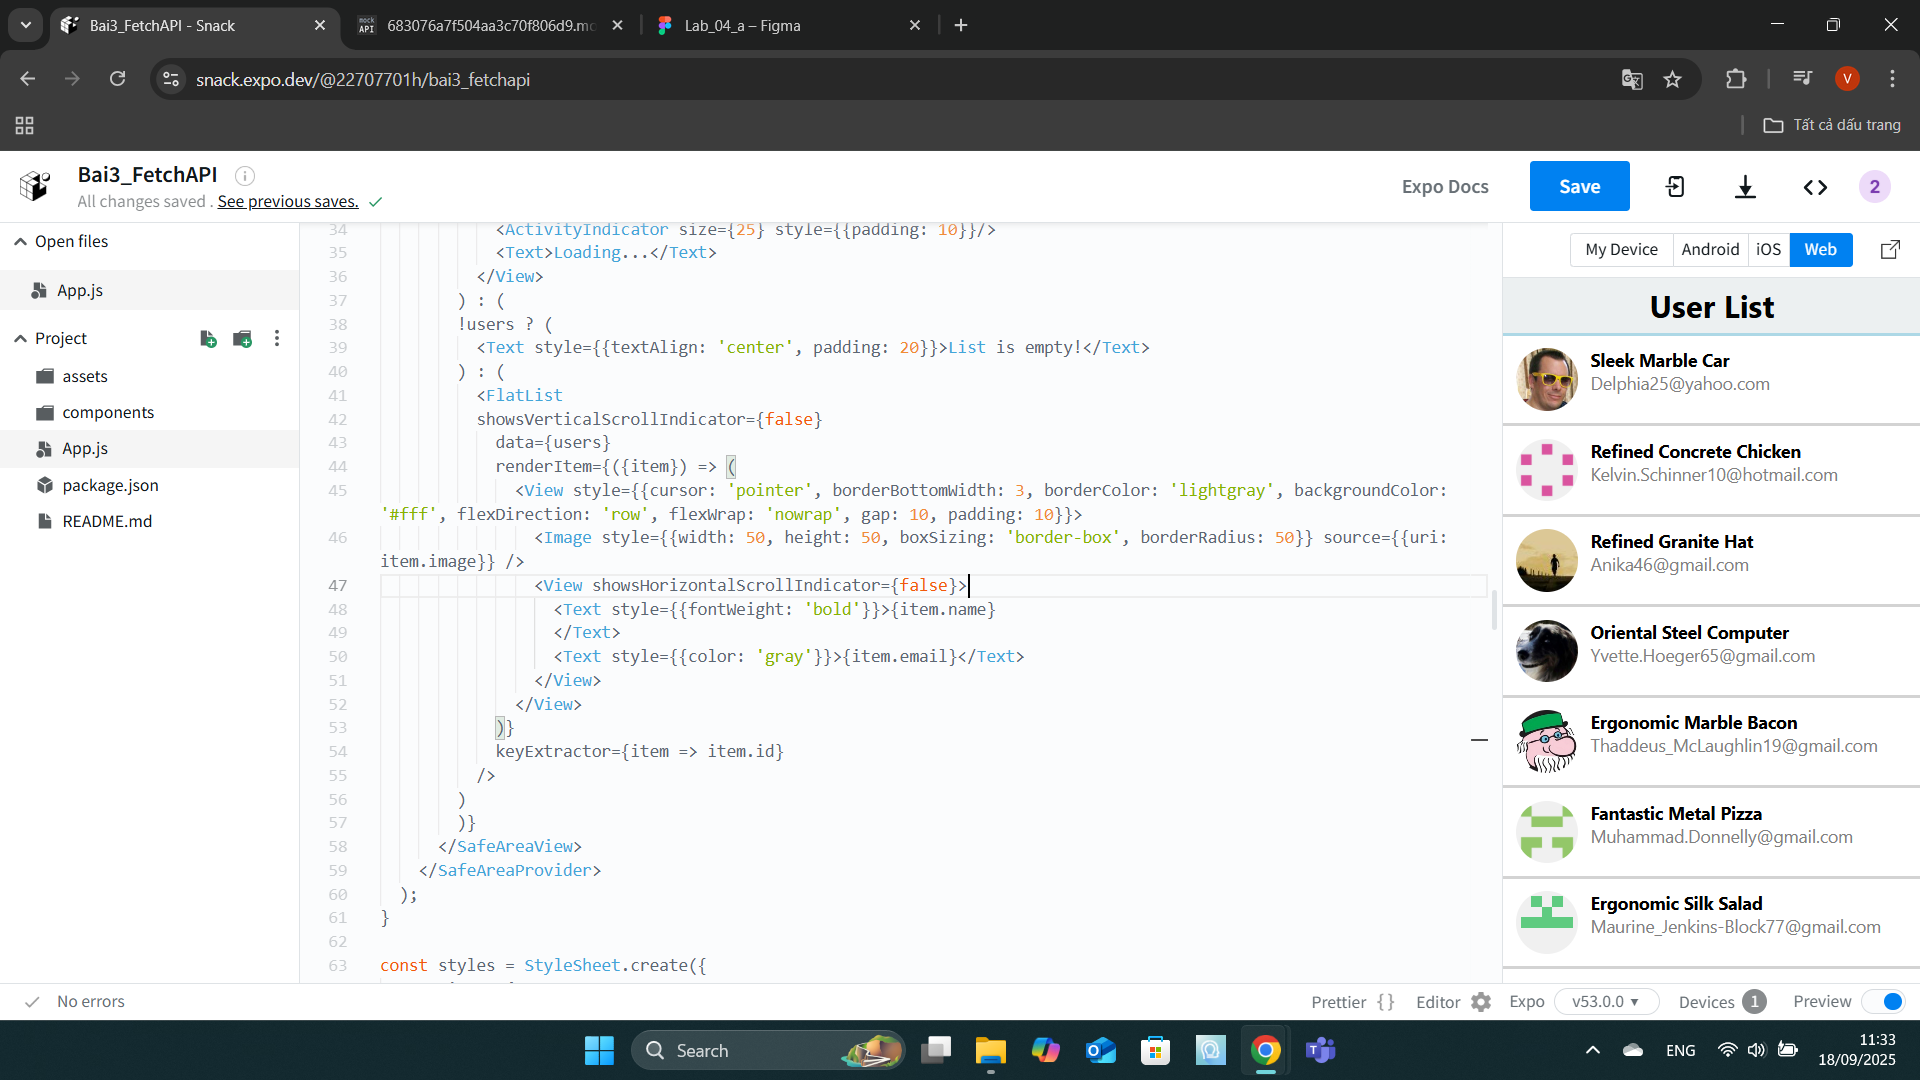 Bai3_FetchAPI - Snack
683076a7f504aa3c70f806d9.mc
Lab_04_a – Figma
snack.expo.dev/@22707701h/bai3_fetchapi
V
Tất cả dấu trang
Bai3_FetchAPI
All changes saved . See previous saves.
Expo Docs
Save
2
Open files
App.js
Project
assets
components
App.js
package.json
README.md
34 <ActivityIndicator size={25} style={{padding: 10}}/>
35 <Text>Loading...</Text>
36 </View>
37 ) : (
38 !users ? (
39 <Text style={{textAlign: 'center', padding: 20}}>List is empty!</Text>
40 ) : (
41 <FlatList
42 showsVerticalScrollIndicator={false}
43 data={users}
44 renderItem={({item}) => (
45 <View style={{cursor: 'pointer', borderBottomWidth: 3, borderColor: 'lightgray', backgroundColor:
'#fff', flexDirection: 'row', flexWrap: 'nowrap', gap: 10, padding: 10}}>
46 <Image style={{width: 50, height: 50, boxSizing: 'border-box', borderRadius: 50}} source={{uri:
item.image}} />
47 <View showsHorizontalScrollIndicator={false}>
48 <Text style={{fontWeight: 'bold'}}>{item.name}
49 </Text>
50 <Text style={{color: 'gray'}}>{item.email}</Text>
51 </View>
52 </View>
53 )}
54 keyExtractor={item => item.id}
55 />
56 )
57 )}
58 </SafeAreaView>
59 </SafeAreaProvider>
60 );
61 }
62
63 const styles = StyleSheet.create({
My Device Android iOS Web
User List
Sleek Marble Car
Delphia25@yahoo.com
Refined Concrete Chicken
Kelvin.Schinner10@hotmail.com
Refined Granite Hat
Anika46@gmail.com
Oriental Steel Computer
Yvette.Hoeger65@gmail.com
Ergonomic Marble Bacon
Thaddeus_McLaughlin19@gmail.com
Fantastic Metal Pizza
Muhammad.Donnelly@gmail.com
Ergonomic Silk Salad
Maurine_Jenkins-Block77@gmail.com
No errors
Prettier {} Editor Expo v53.0.0 Devices 1 Preview
Search
ENG
11:33
18/09/2025